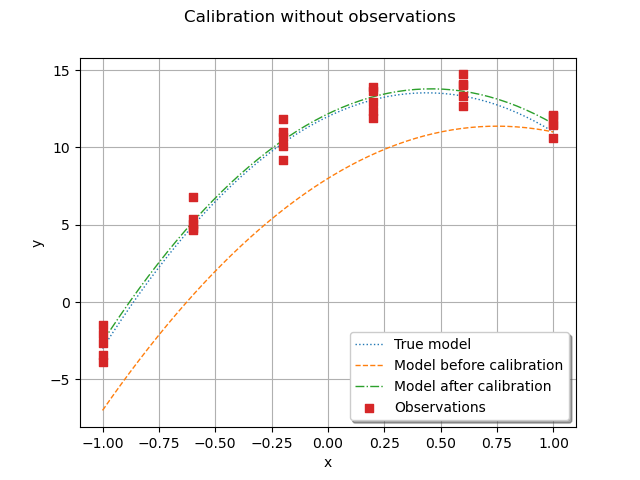 Calibration without observations
15
10
5
0
−5
y
−1.00 −0.75 −0.50 −0.25 0.00 0.25 0.50 0.75 1.00
x
True model
Model before calibration
Model after calibration
Observations